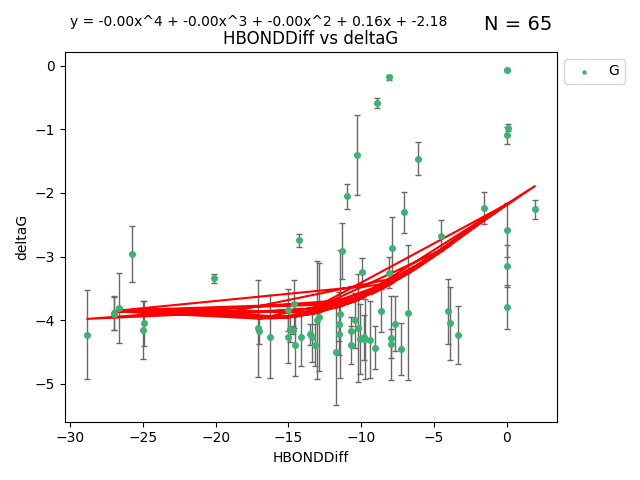 y = -0.00x^4 + -0.00x^3 + -0.00x^2 + 0.16x + -2.18
N = 65
HBONDDiff vs deltaG
G
0
−1
−2
−3
−4
−5
deltaG
−30 −25 −20 −15 −10 −5 0
HBONDDiff